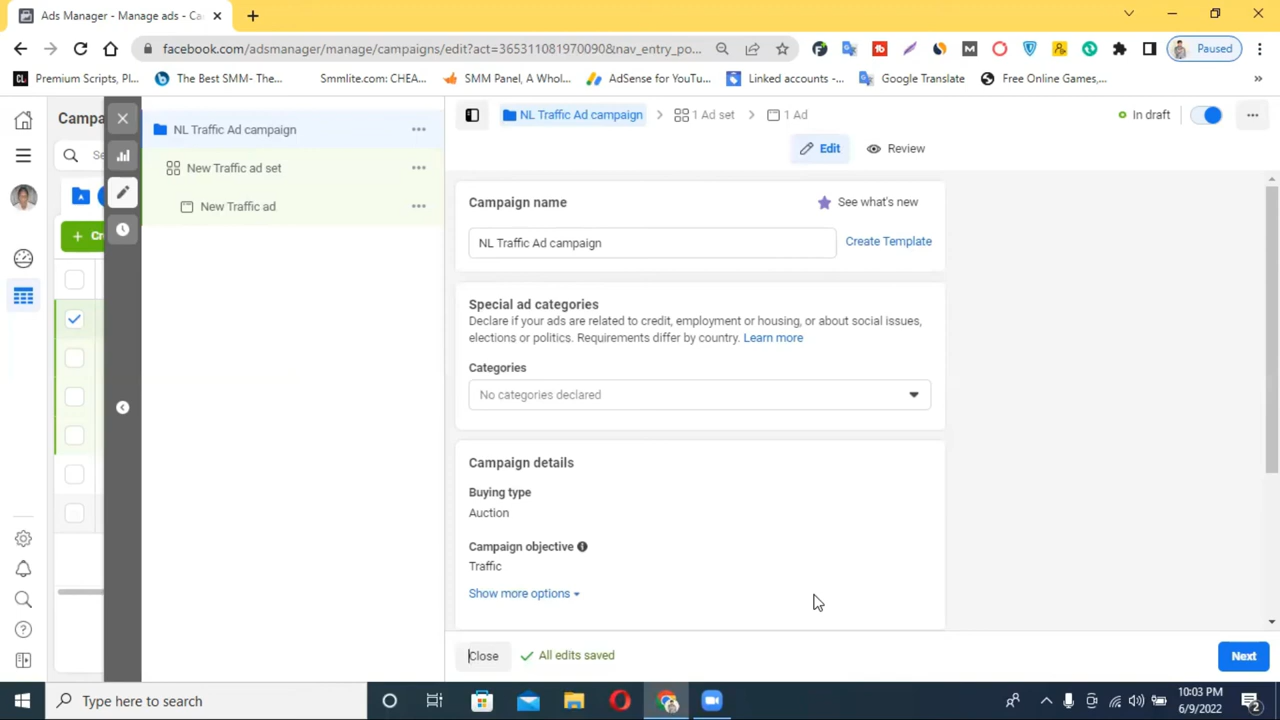 Ads Manager - Manage ads - Ca
facebook.com/adsmanager/manage/campaigns/edit?act=365311081970090&nav_entry_po...
Paused
Premium Scripts, Pl...
The Best SMM- The...
Smmlite.com: CHEA...
SMM Panel, A Whol...
AdSense for YouTu...
Linked accounts -...
Google Translate
Free Online Games,...
Campa
NL Traffic Ad campaign
New Traffic ad set
New Traffic ad
NL Traffic Ad campaign
1 Ad set
1 Ad
In draft
Edit
Review
Campaign name
See what's new
NL Traffic Ad campaign
Create Template
Special ad categories
Declare if your ads are related to credit, employment or housing, or about social issues,
elections or politics. Requirements differ by country. Learn more
Categories
No categories declared
Campaign details
Buying type
Auction
Campaign objective
Traffic
Show more options
Close
All edits saved
Next
Type here to search
10:03 PM
6/9/2022
2